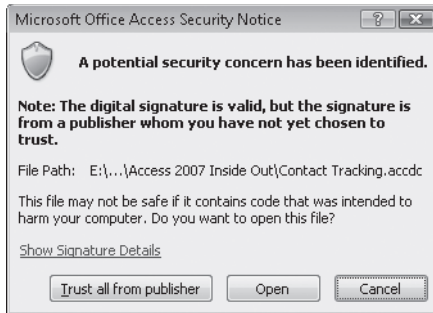 Microsoft Office Access Security Notice
A potential security concern has been identified.
Note: The digital signature is valid, but the signature is
from a publisher whom you have not yet chosen to
trust.
File Path: E:\...\Access 2007 Inside Out\Contact Tracking.accdc
This file may not be safe if it contains code that was intended to
harm your computer. Do you want to open this file?
Show Signature Details
Trust all from publisher Open Cancel